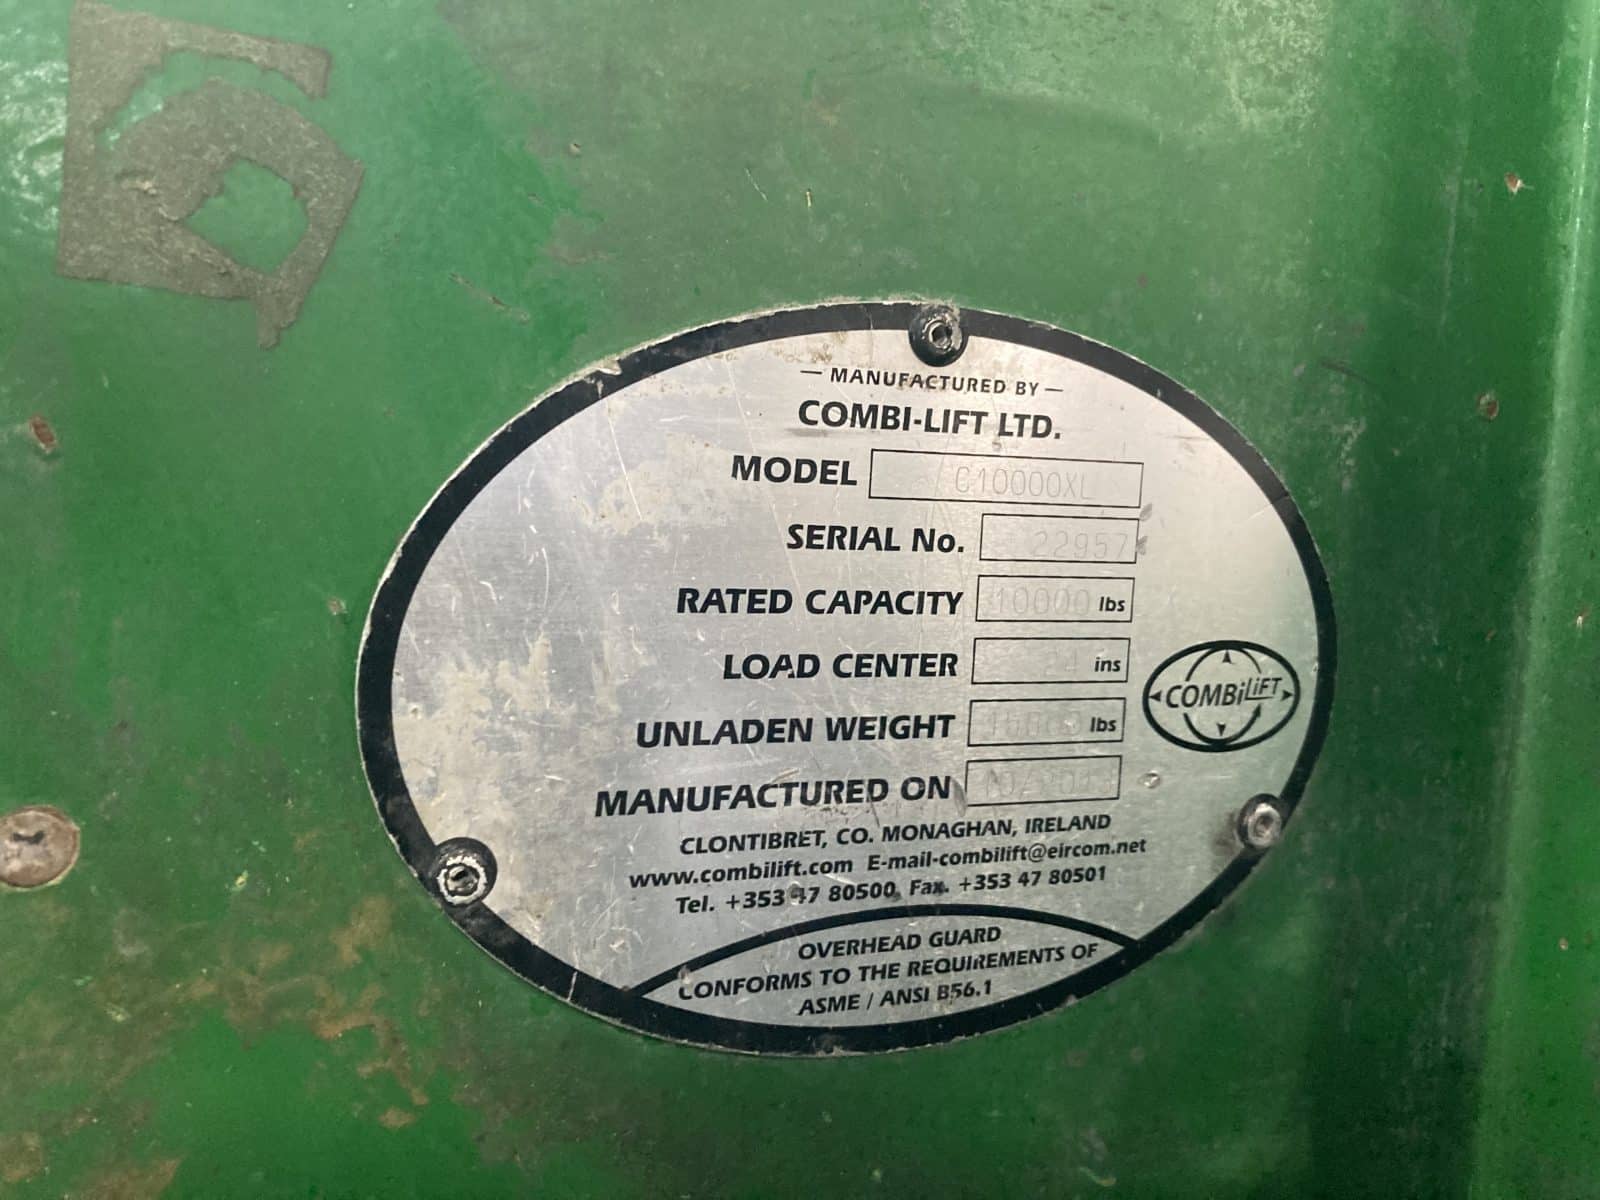 — MANUFACTURED BY —
COMBI-LIFT LTD.
MODEL C10000XL
SERIAL No. 22957
RATED CAPACITY 10000 lbs
LOAD CENTER 24 ins
UNLADEN WEIGHT lbs
MANUFACTURED ON
COMBiLiFT
CLONTIBRET, CO. MONAGHAN, IRELAND
www.combilift.com E-mail-combilift@eircom.net
Tel. +353 47 80500 Fax. +353 47 80501
OVERHEAD GUARD
CONFORMS TO THE REQUIREMENTS OF
ASME / ANSI B56.1